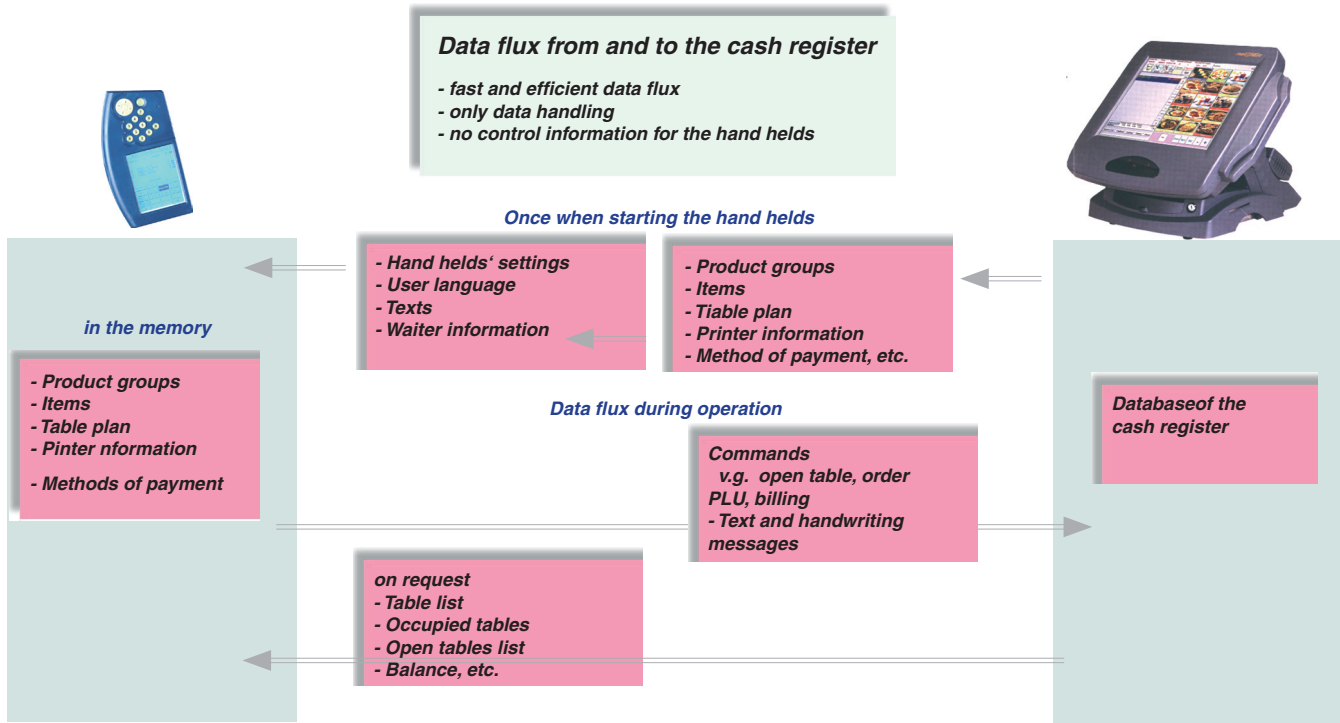 Data flux from and to the cash register
- fast and efficient data flux
- only data handling
- no control information for the hand helds
Once when starting the hand helds
- Hand helds‘ settings
- User language
- Texts
- Waiter information
- Product groups
- Items
- Tiable plan
- Printer information
- Method of payment, etc.
in the memory
- Product groups
- Items
- Table plan
- Pinter nformation
- Methods of payment
Data flux during operation
Commands
v.g. open table, order
PLU, billing
- Text and handwriting
messages
Databaseof the
cash register
on request
- Table list
- Occupied tables
- Open tables list
- Balance, etc.